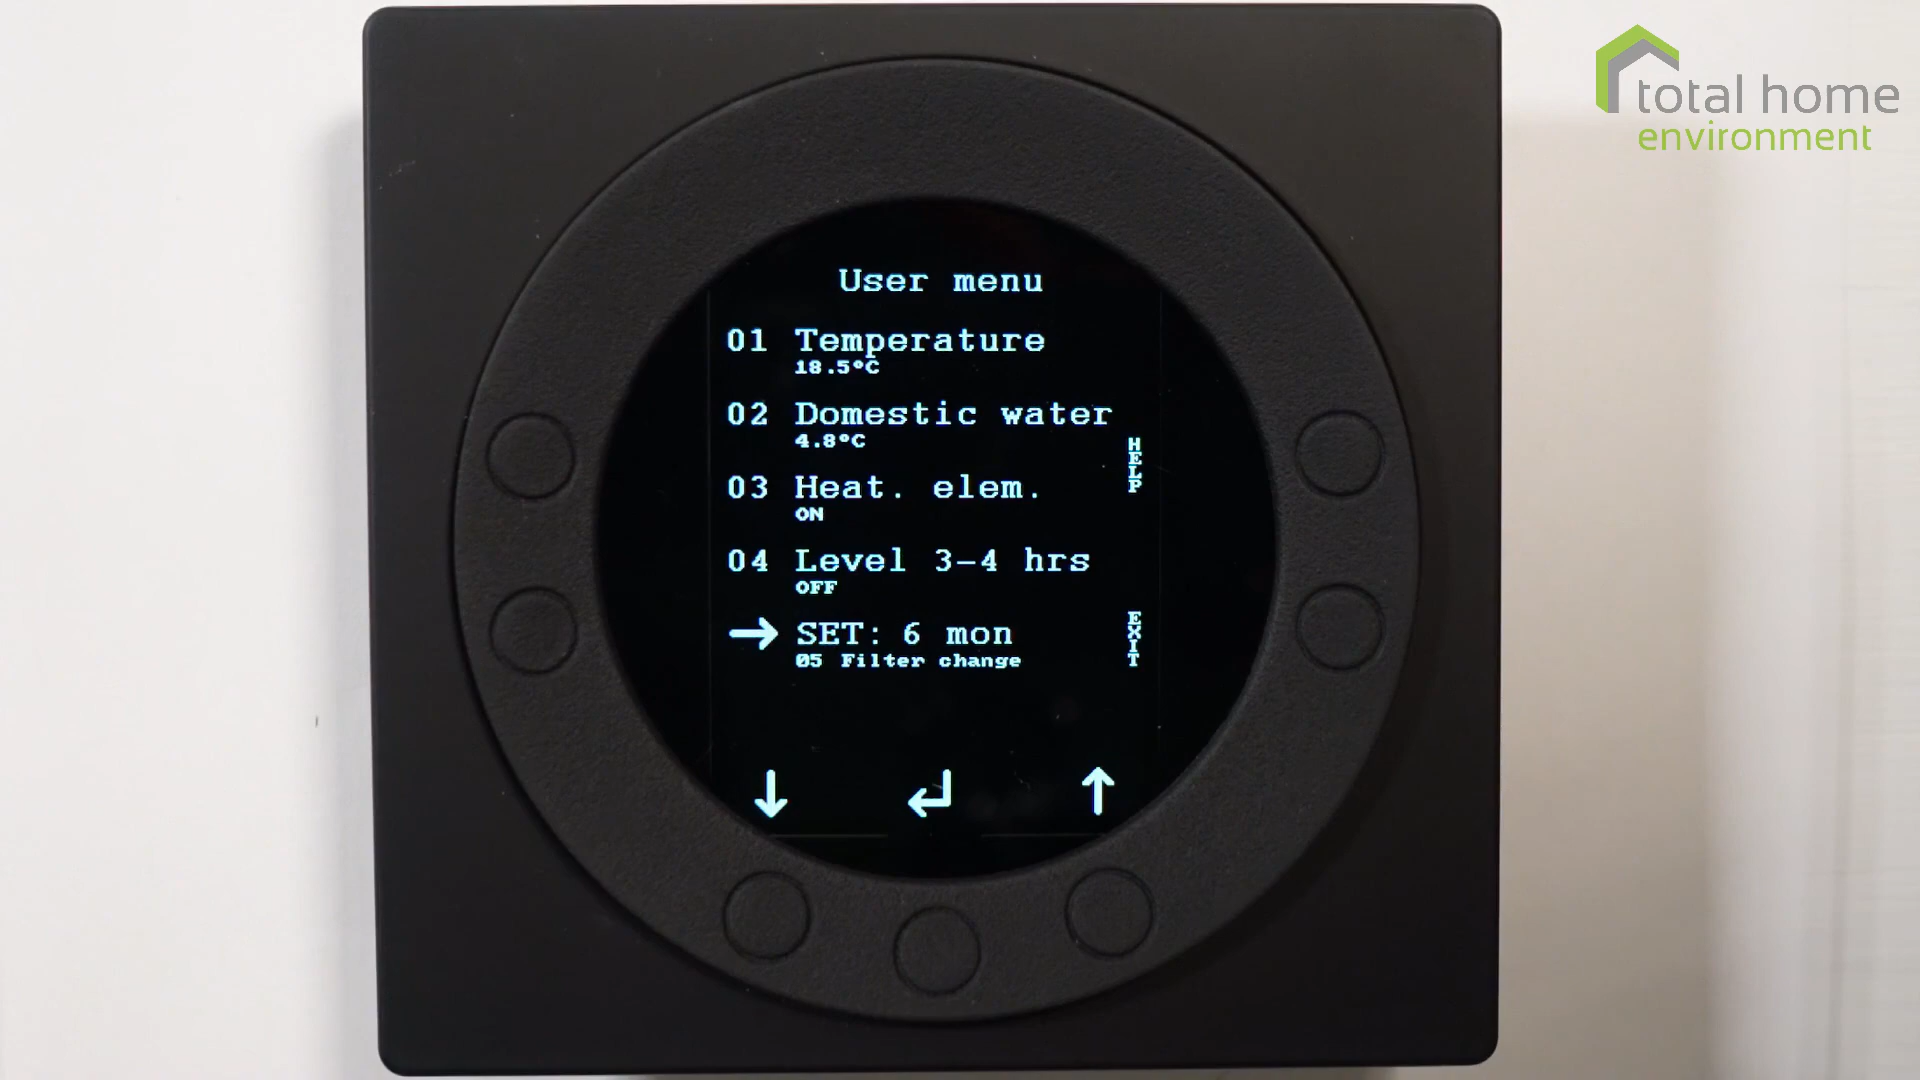 total home
environment
User menu
01 Temperature
18.5°C
02 Domestic water
4.8°C
HELP
03 Heat. elem.
ON
04 Level 3-4 hrs
OFF
SET: 6 mon
05 Filter change
EXIT